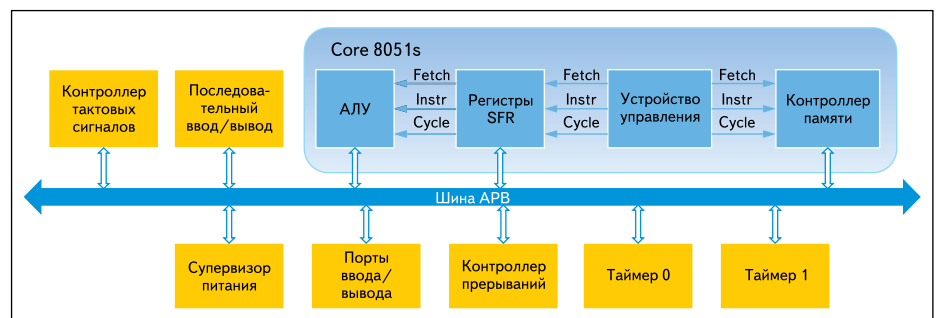 Core 8051s
Контроллер
тактовых
сигналов
Последова-
тельный
ввод/вывод
АЛУ
Fetch
Instr
Cycle
Регистры
SFR
Fetch
Instr
Cycle
Устройство
управления
Fetch
Instr
Cycle
Контроллер
памяти
Шина APB
Супервизор
питания
Порты
ввода/
вывода
Контроллер
прерываний
Таймер 0
Таймер 1